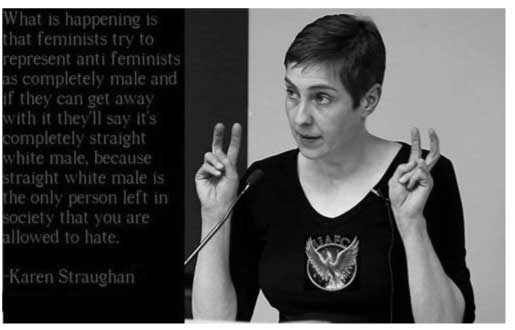 What is happening is
that feminists try to
represent anti feminists
as completely male and
if they can get away
with it they'll say it's
completely straight
white male, because
straight white male is
the only person left in
society that you are
allowed to hate.
-Karen Straughan